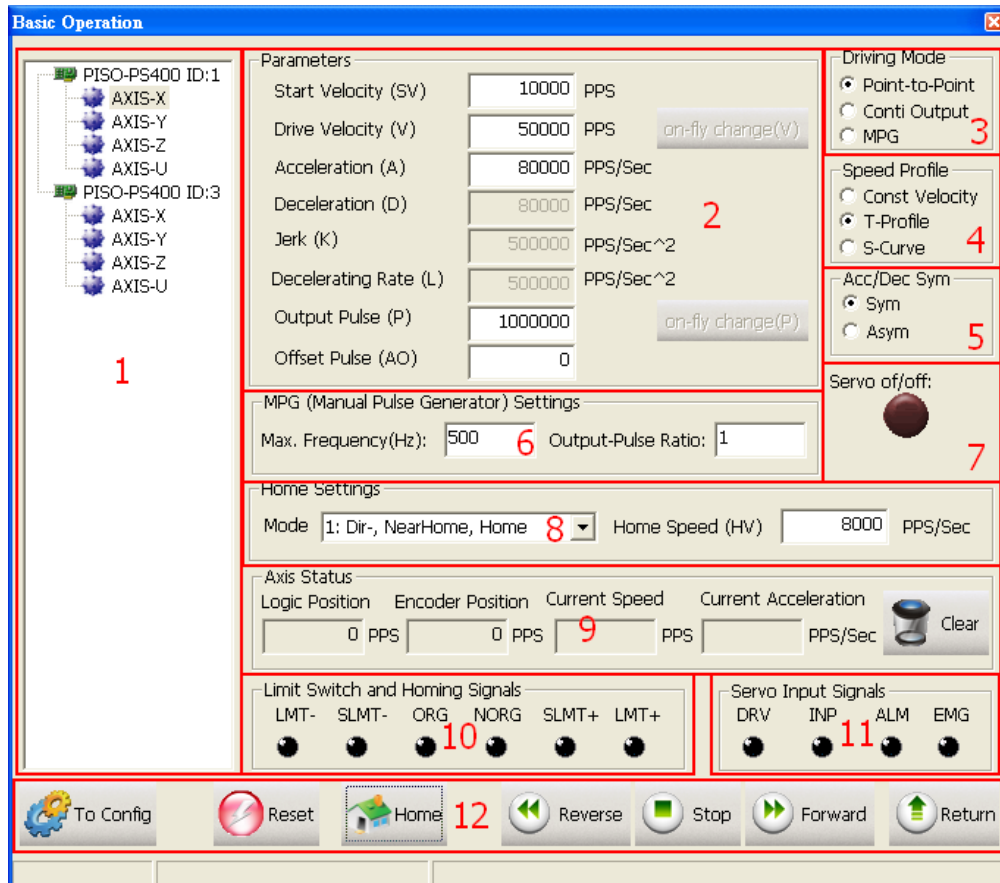 Basic Operation
PISO-PS400 ID:1
AXIS-X
AXIS-Y
AXIS-Z
AXIS-U
PISO-PS400 ID:3
AXIS-X
AXIS-Y
AXIS-Z
AXIS-U
1
Parameters
Start Velocity (SV) 10000 PPS
Drive Velocity (V) 50000 PPS on-fly change(V)
Acceleration (A) 80000 PPS/Sec
Deceleration (D) 80000 PPS/Sec
2
Jerk (K) 500000 PPS/Sec^2
Decelerating Rate (L) 500000 PPS/Sec^2
Output Pulse (P) 1000000 on-fly change(P)
Offset Pulse (AO) 0
Driving Mode
Point-to-Point
Conti Output
MPG
3
Speed Profile
Const Velocity
T-Profile
S-Curve
4
Acc/Dec Sym
Sym
Asym
5
MPG (Manual Pulse Generator) Settings
Max. Frequency(Hz): 500 6 Output-Pulse Ratio: 1
Servo of/off:
7
Home Settings
Mode 1: Dir-, NearHome, Home 8 Home Speed (HV) 8000 PPS/Sec
Axis Status
Logic Position Encoder Position Current Speed Current Acceleration
0 PPS 0 PPS 9 PPS PPS/Sec Clear
Limit Switch and Homing Signals
LMT- SLMT- ORG NORG SLMT+ LMT+
10
Servo Input Signals
DRV INP ALM EMG
11
To Config Reset Home 12 Reverse Stop Forward Return